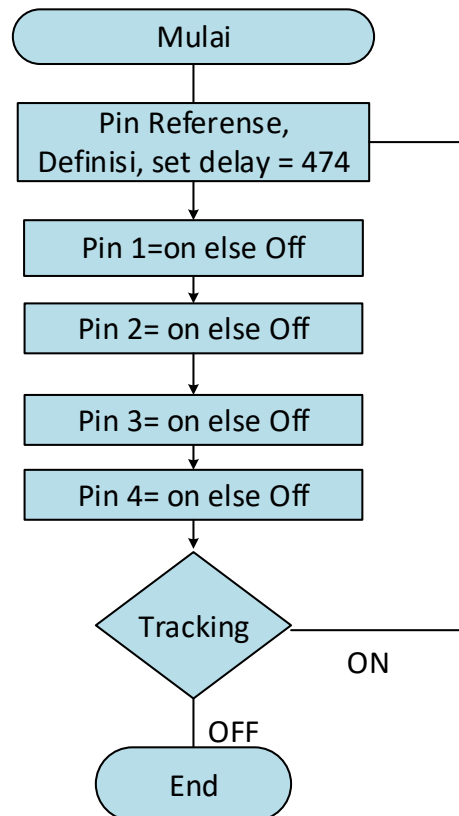 Mulai
Pin Referense,
Definisi, set delay = 474
Pin 1=on else Off
Pin 2= on else Off
Pin 3= on else Off
Pin 4= on else Off
Tracking
ON
OFF
End